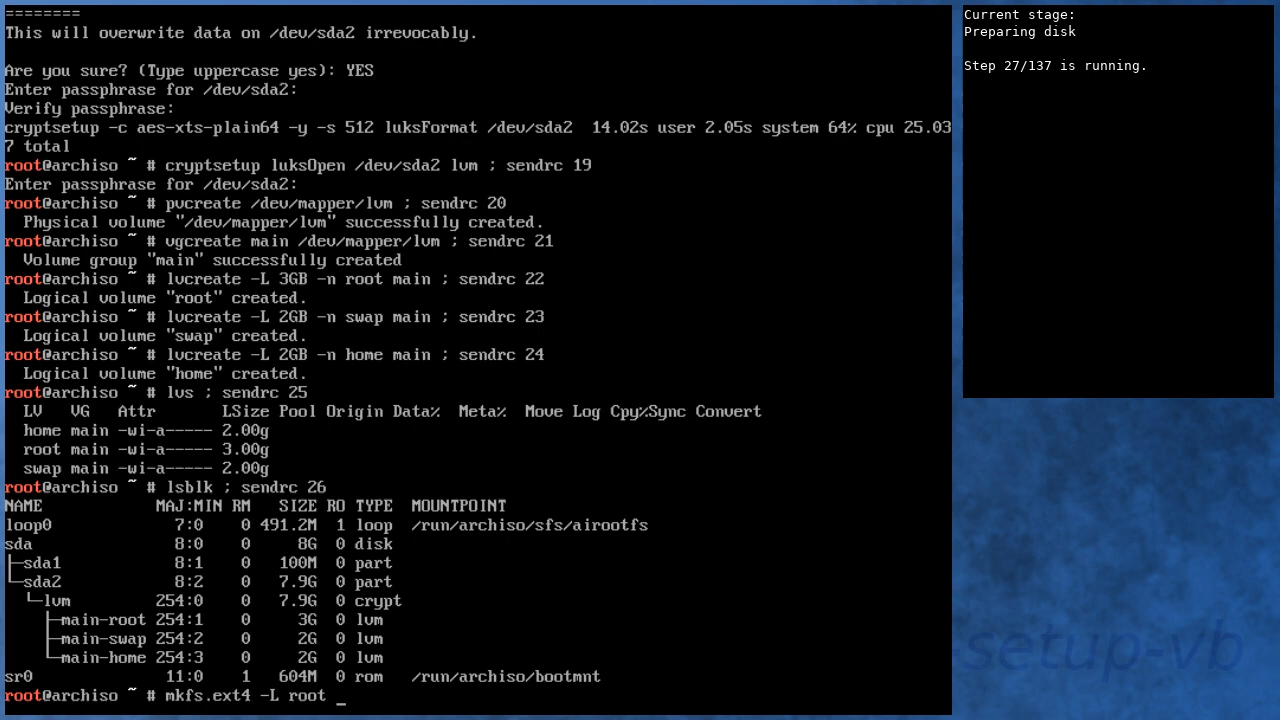 ========
This will overwrite data on /dev/sda2 irrevocably.
Are you sure? (Type uppercase yes): YES
Enter passphrase for /dev/sda2:
Verify passphrase:
cryptsetup -c aes-xts-plain64 -y -s 512 luksFormat /dev/sda2  14.02s user 2.05s system 64% cpu 25.03
7 total
root@archiso ~ # cryptsetup luksOpen /dev/sda2 lvm ; sendrc 19
Enter passphrase for /dev/sda2:
root@archiso ~ # pvcreate /dev/mapper/lvm ; sendrc 20
  Physical volume "/dev/mapper/lvm" successfully created.
root@archiso ~ # vgcreate main /dev/mapper/lvm ; sendrc 21
  Volume group "main" successfully created
root@archiso ~ # lvcreate -L 3GB -n root main ; sendrc 22
  Logical volume "root" created.
root@archiso ~ # lvcreate -L 2GB -n swap main ; sendrc 23
  Logical volume "swap" created.
root@archiso ~ # lvcreate -L 2GB -n home main ; sendrc 24
  Logical volume "home" created.
root@archiso ~ # lvs ; sendrc 25
  LV   VG   Attr       LSize Pool Origin Data%  Meta%  Move Log Cpy%Sync Convert
  home main -wi-a----- 2.00g
  root main -wi-a----- 3.00g
  swap main -wi-a----- 2.00g
root@archiso ~ # lsblk ; sendrc 26
NAME            MAJ:MIN RM   SIZE RO TYPE  MOUNTPOINT
loop0             7:0    0 491.2M  1 loop  /run/archiso/sfs/airootfs
sda               8:0    0     8G  0 disk
├─sda1            8:1    0   100M  0 part
└─sda2            8:2    0   7.9G  0 part
  └─lvm         254:0    0   7.9G  0 crypt
    ├─main-root 254:1    0     3G  0 lvm
    ├─main-swap 254:2    0     2G  0 lvm
    └─main-home 254:3    0     2G  0 lvm
sr0              11:0    1   604M  0 rom   /run/archiso/bootmnt
root@archiso ~ # mkfs.ext4 -L root _
Current stage:
Preparing disk
Step 27/137 is running.
-setup-vb